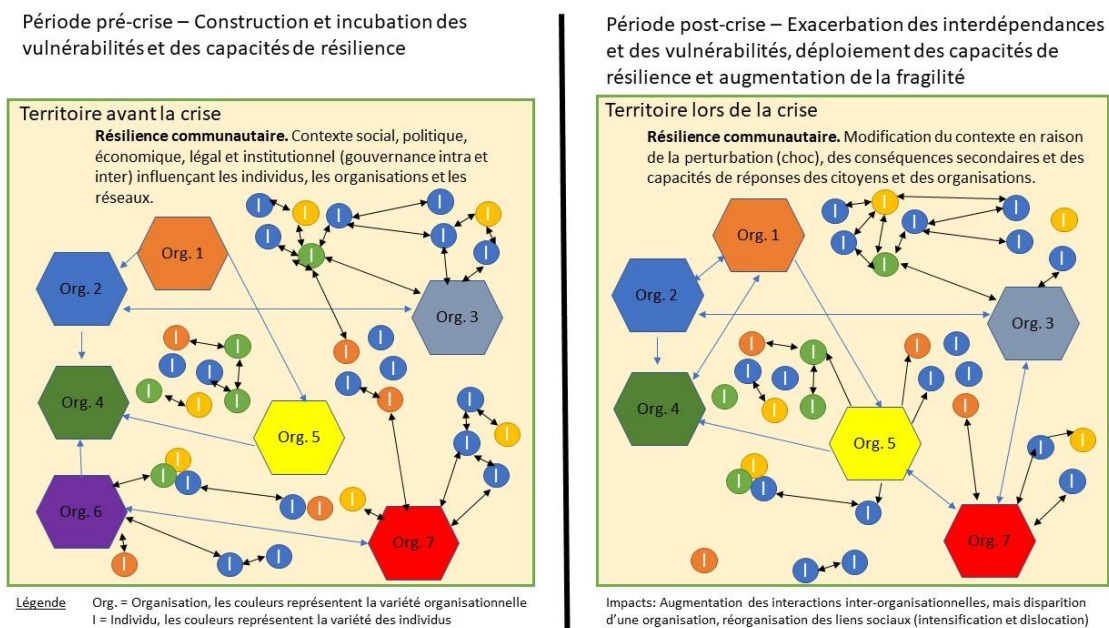 Période pré-crise – Construction et incubation des
vulnérabilités et des capacités de résilience
Territoire avant la crise
Résilience communautaire. Contexte social, politique,
économique, légal et institutionnel (gouvernance intra et
inter) influençant les individus, les organisations et les
réseaux.
I
I
I
I
I
I
I
I
I
Org. 1
Org. 2
Org. 3
I
I
I
I
I
I
I
I
I
I
I
I
Org. 4
Org. 5
I
I
I
I
I
I
I
Org. 6
I
I
I
Org. 7
I
I
I
Légende
Org. = Organisation, les couleurs représentent la variété organisationnelle
I = Individu, les couleurs représentent la variété des individus
Période post-crise – Exacerbation des interdépendances
et des vulnérabilités, déploiement des capacités de
résilience et augmentation de la fragilité
Territoire lors de la crise
Résilience communautaire. Modification du contexte en raison
de la perturbation (choc), des conséquences secondaires et des
capacités de réponses des citoyens et des organisations.
I
I
I
I
I
I
I
I
I
Org. 1
Org. 2
Org. 3
I
I
I
I
I
I
I
I
I
I
I
I
Org. 4
Org. 5
I
I
I
I
I
I
I
Org. 7
I
I
I
Impacts: Augmentation des interactions inter-organisationnelles, mais disparition
d'une organisation, réorganisation des liens sociaux (intensification et dislocation)